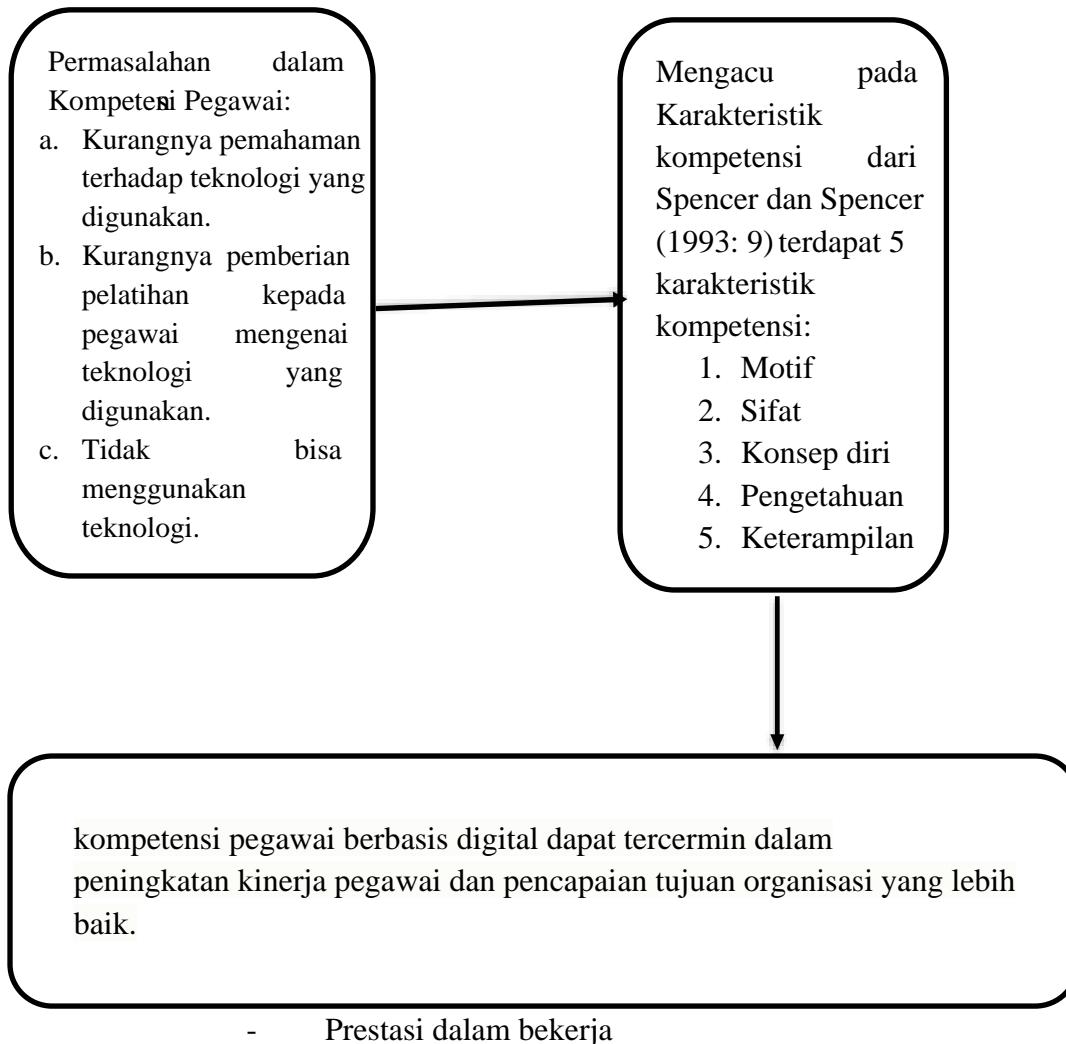 Permasalahan dalam
Kompetensi Pegawai:
a. Kurangnya pemahaman
terhadap teknologi yang
digunakan.
b. Kurangnya pemberian
pelatihan kepada
pegawai mengenai
teknologi yang
digunakan.
c. Tidak bisa
menggunakan
teknologi.
Mengacu pada
Karakteristik
kompetensi dari
Spencer dan Spencer
(1993: 9) terdapat 5
karakteristik
kompetensi:
1. Motif
2. Sifat
3. Konsep diri
4. Pengetahuan
5. Keterampilan
kompetensi pegawai berbasis digital dapat tercermin dalam
peningkatan kinerja pegawai dan pencapaian tujuan organisasi yang lebih
baik.
- Prestasi dalam bekerja